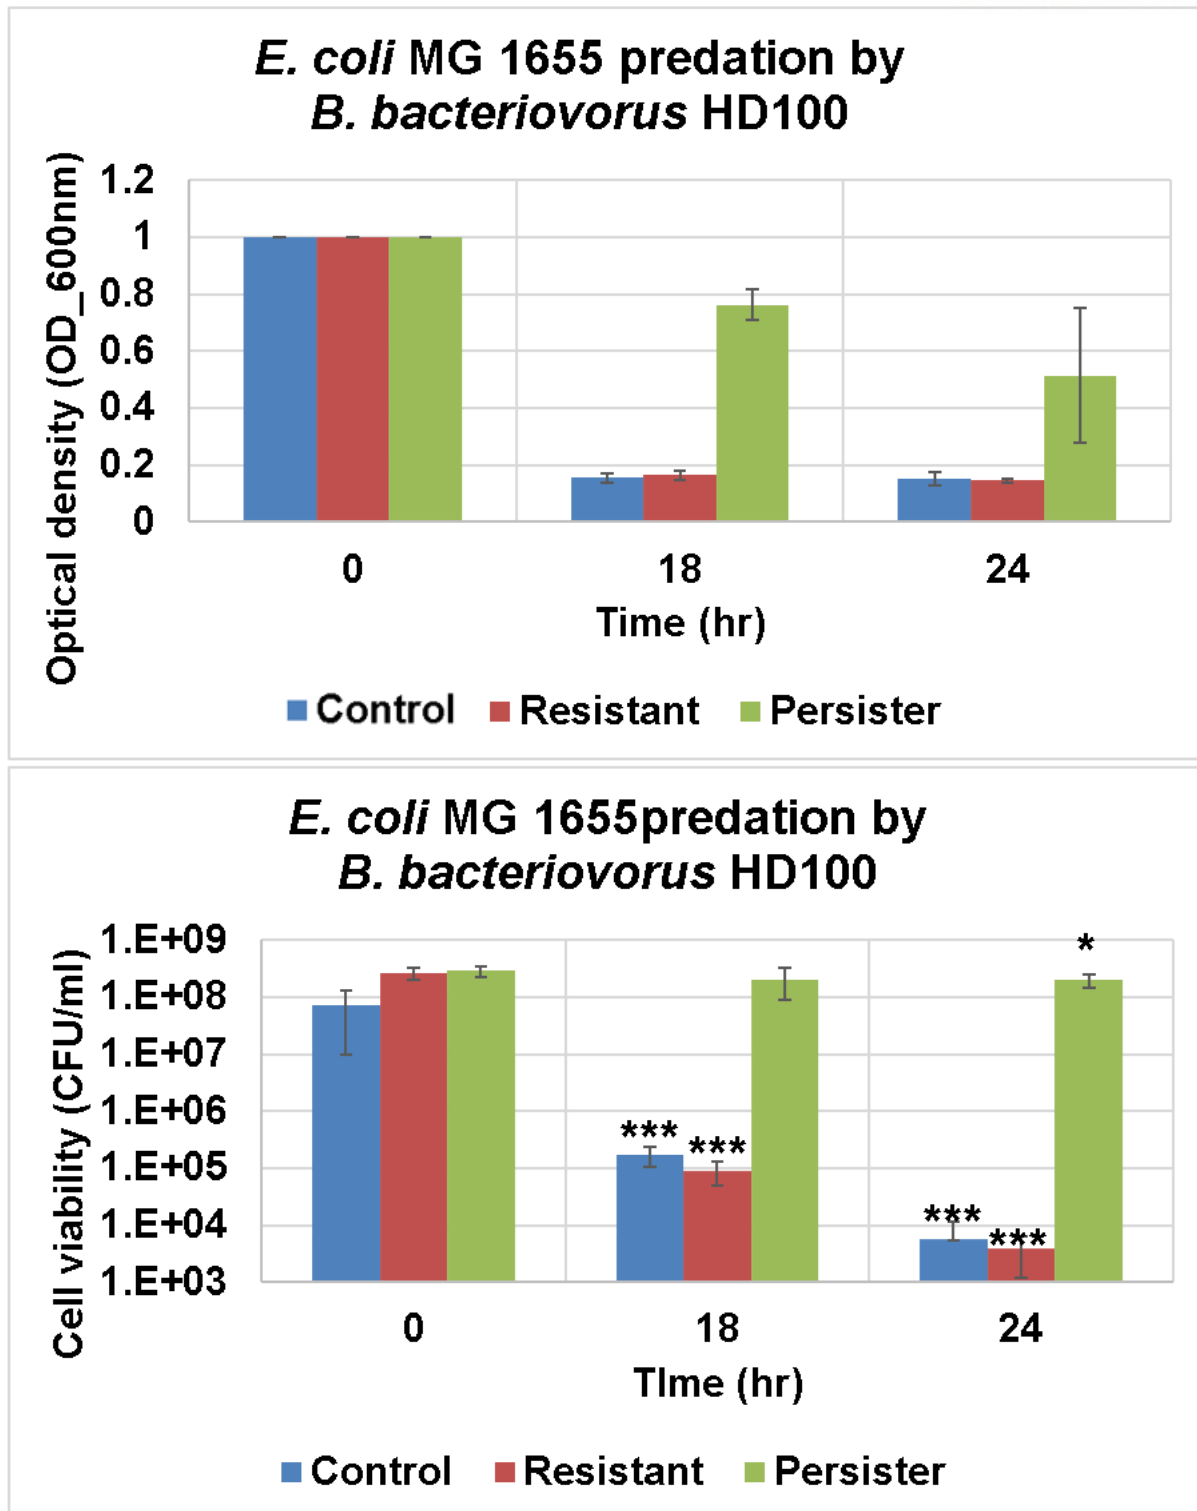 E. coli MG 1655 predation by
B. bacteriovorus HD100
Optical density (OD_600nm)
1.2
1
0.8
0.6
0.4
0.2
0
0 18 24
Time (hr)
Control Resistant Persister
E. coli MG 1655predation by
B. bacteriovorus HD100
Cell viability (CFU/ml)
1.E+09
1.E+08
1.E+07
1.E+06
1.E+05
1.E+04
1.E+03
*
*** ***
*** ***
0 18 24
TIme (hr)
Control Resistant Persister